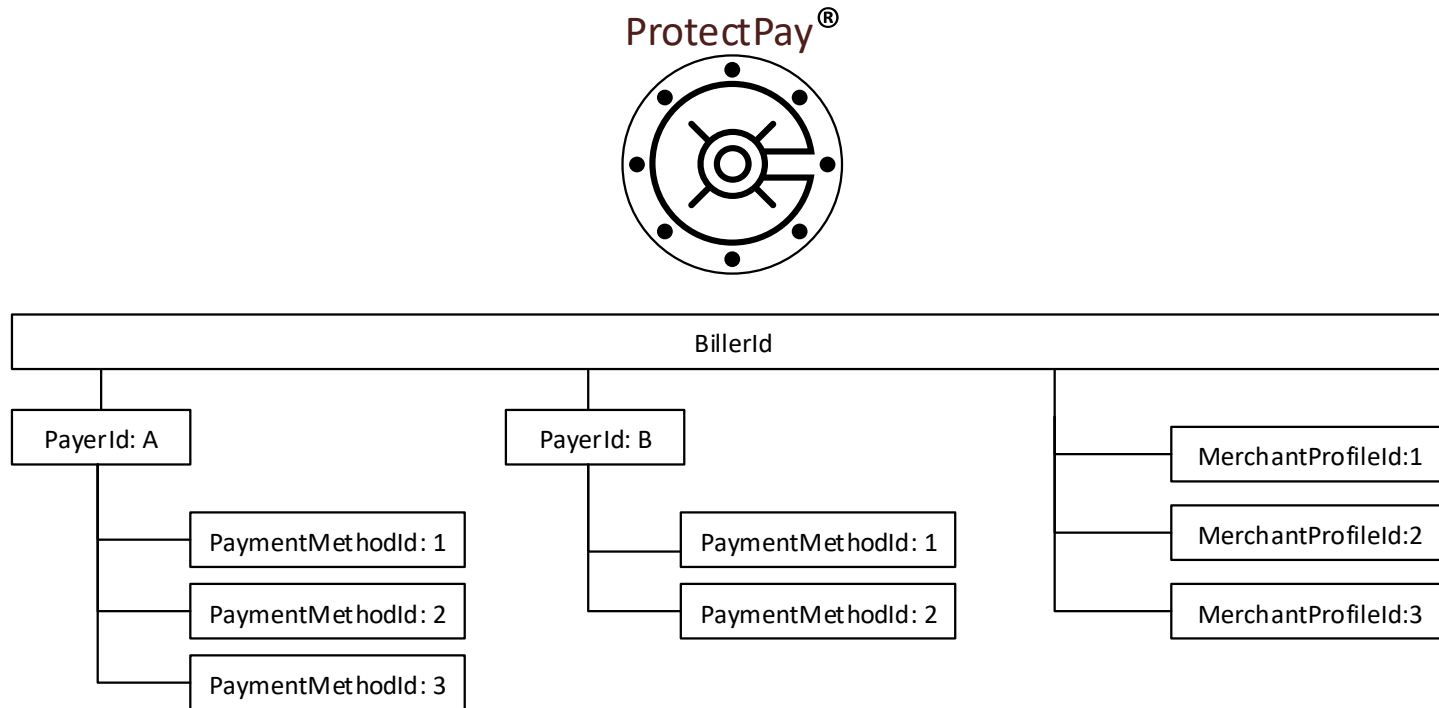 ProtectPay®
BillerId
PayerId: A
PaymentMethodId: 1
PaymentMethodId: 2
PaymentMethodId: 3
PayerId: B
PaymentMethodId: 1
PaymentMethodId: 2
MerchantProfileId:1
MerchantProfileId:2
MerchantProfileId:3